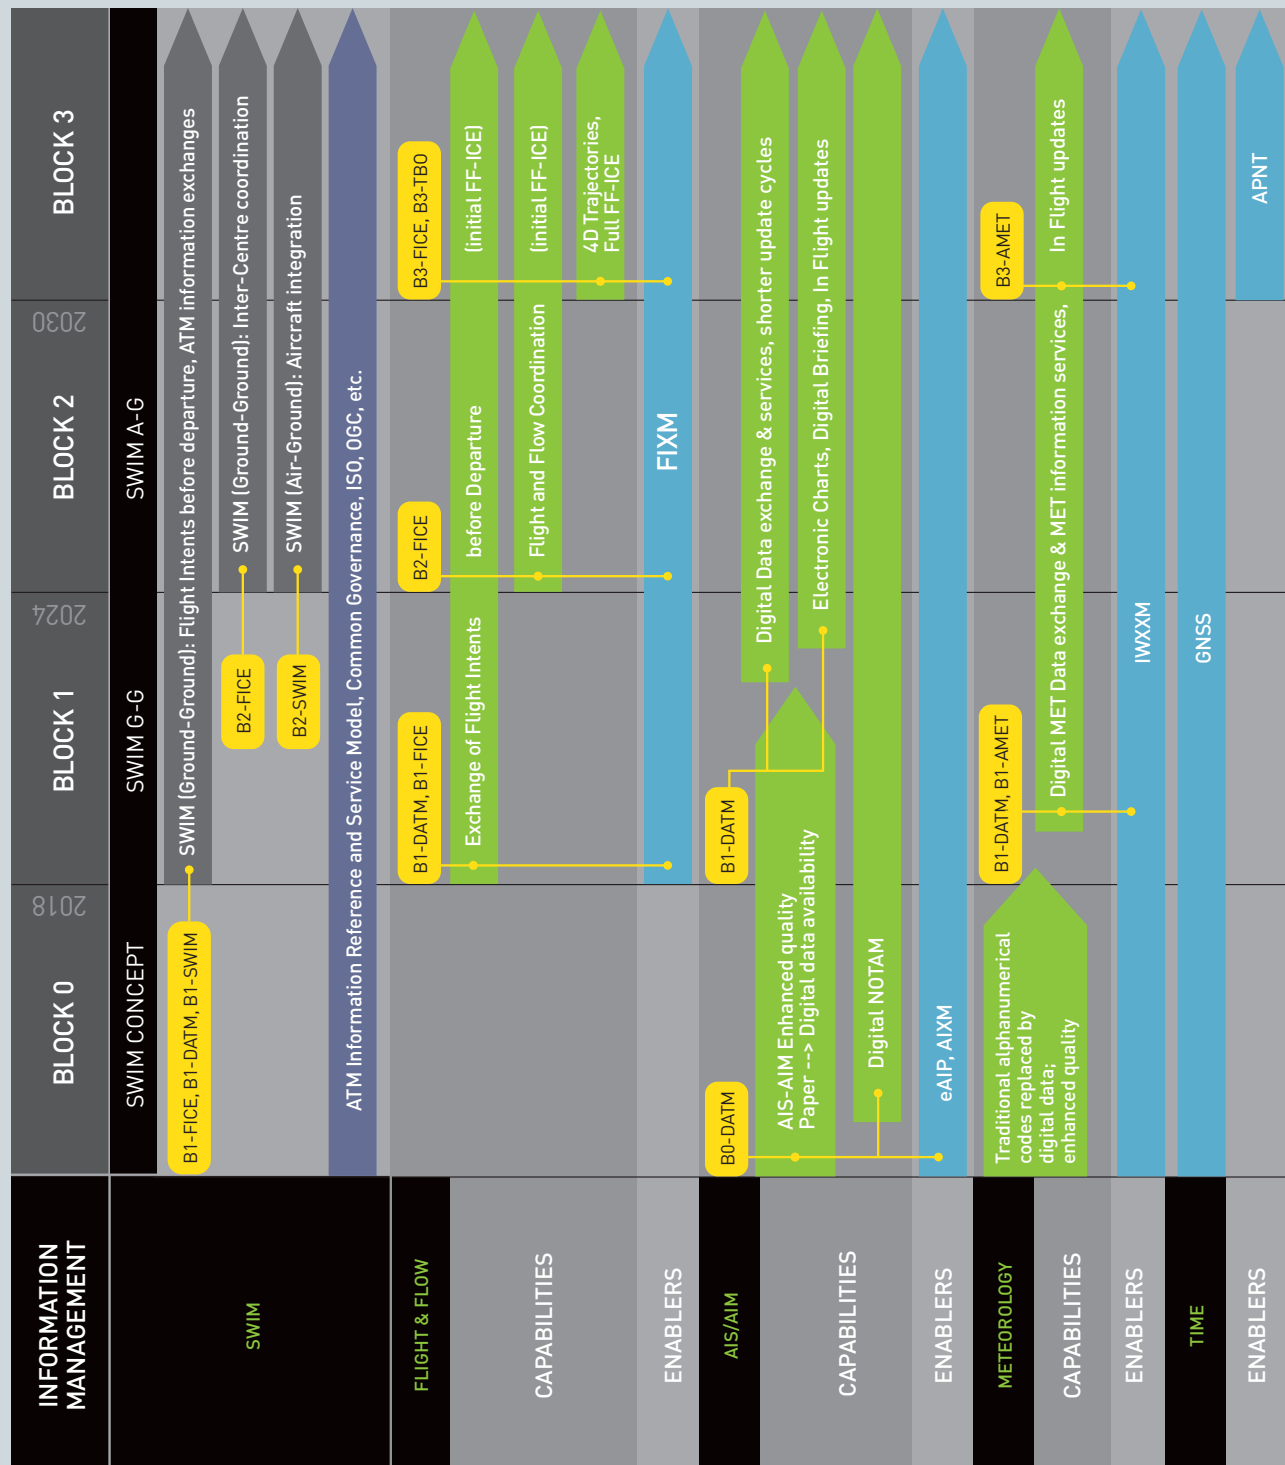 INFORMATION
MANAGEMENT
BLOCK 0
2018
BLOCK 1
2024
BLOCK 2
2030
BLOCK 3
SWIM CONCEPT
SWIM G-G
SWIM A-G
SWIM
B1-FICE, B1-DATM, B1-SWIM
SWIM (Ground-Ground): Flight Intents before departure, ATM information exchanges
B2-FICE
SWIM (Ground-Ground): Inter-Centre coordination
B2-SWIM
SWIM (Air-Ground): Aircraft integration
ATM Information Reference and Service Model, Common Governance, ISO, OGC, etc.
FLIGHT & FLOW
B1-DATM, B1-FICE
B2-FICE
B3-FICE, B3-TBO
CAPABILITIES
Exchange of Flight Intents
before Departure
(initial FF-ICE)
Flight and Flow Coordination
(initial FF-ICE)
4D Trajectories,
Full FF-ICE
ENABLERS
FIXM
AIS/AIM
B0-DATM
B1-DATM
CAPABILITIES
AIS-AIM Enhanced quality
Paper --> Digital data availability
Digital Data exchange & services, shorter update cycles
Electronic Charts, Digital Briefing, In Flight updates
Digital NOTAM
ENABLERS
eAIP, AIXM
METEOROLOGY
B1-DATM, B1-AMET
B3-AMET
CAPABILITIES
Traditional alphanumerical
codes replaced by
digital data;
enhanced quality
Digital MET Data exchange & MET information services,
In Flight updates
ENABLERS
IWXXM
TIME
GNSS
ENABLERS
APNT